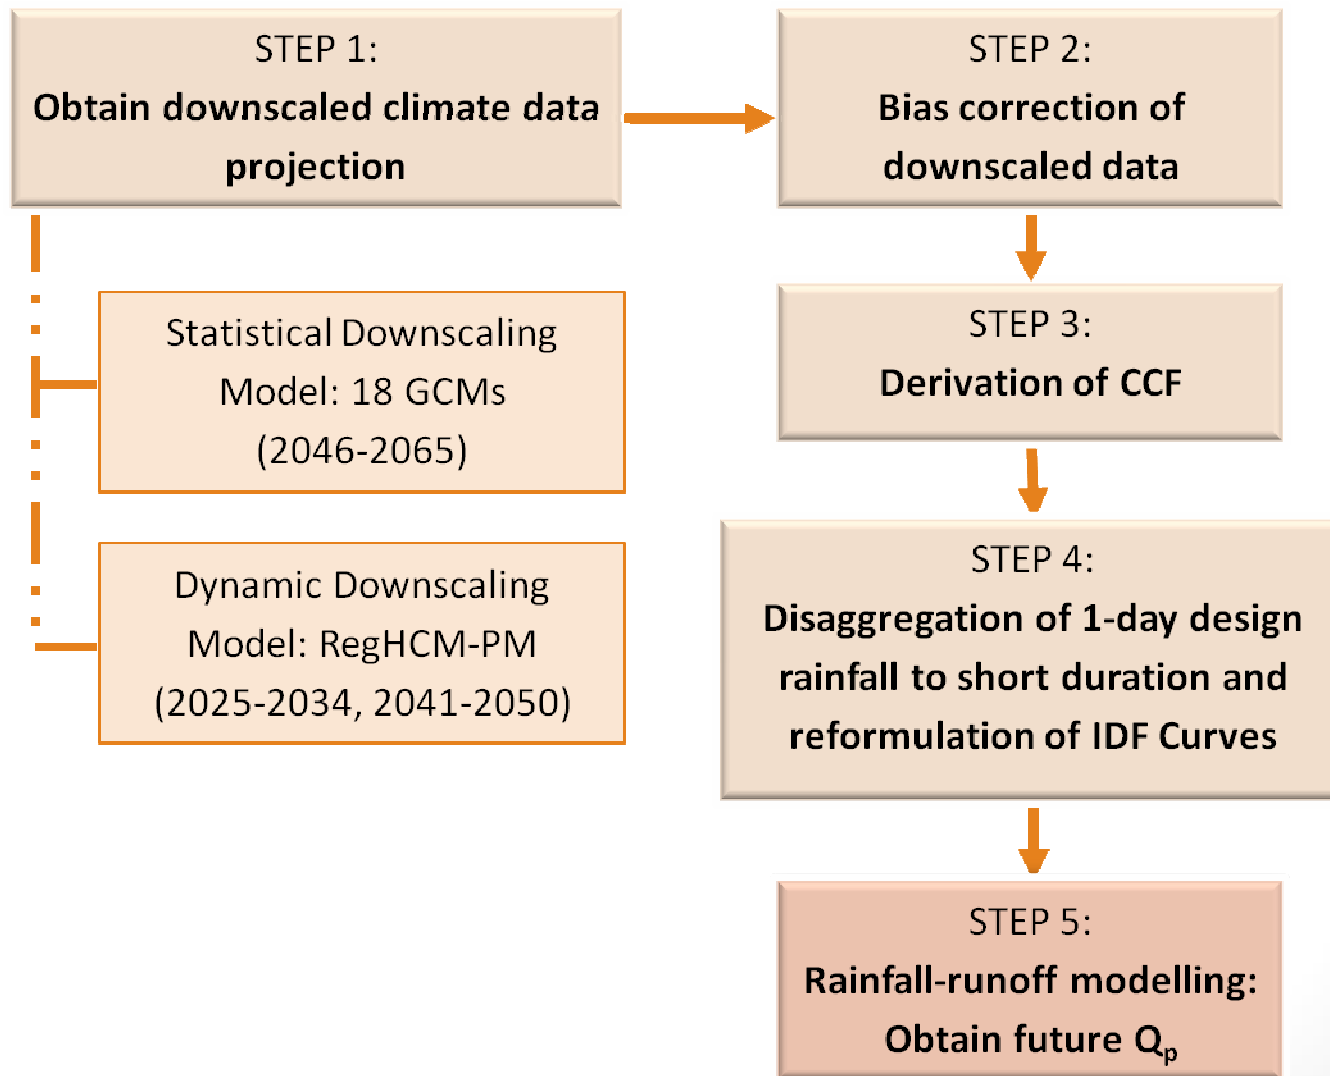 STEP 1:
Obtain downscaled climate data
projection
Statistical Downscaling
Model: 18 GCMs
(2046-2065)
Dynamic Downscaling
Model: RegHCM-PM
(2025-2034, 2041-2050)
STEP 2:
Bias correction of
downscaled data
STEP 3:
Derivation of CCF
STEP 4:
Disaggregation of 1-day design
rainfall to short duration and
reformulation of IDF Curves
STEP 5:
Rainfall-runoff modelling:
Obtain future Qp